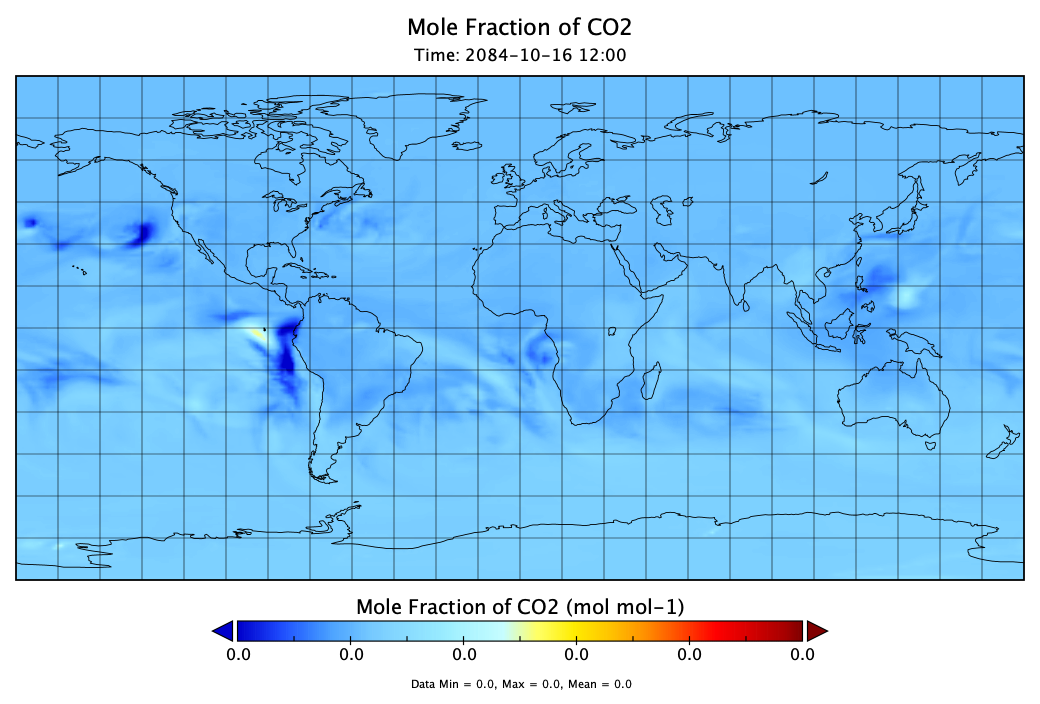 Mole Fraction of CO2
Time: 2084-10-16 12:00
Mole Fraction of CO2 (mol mol-1)
0.0 0.0 0.0 0.0 0.0 0.0
Data Min = 0.0, Max = 0.0, Mean = 0.0